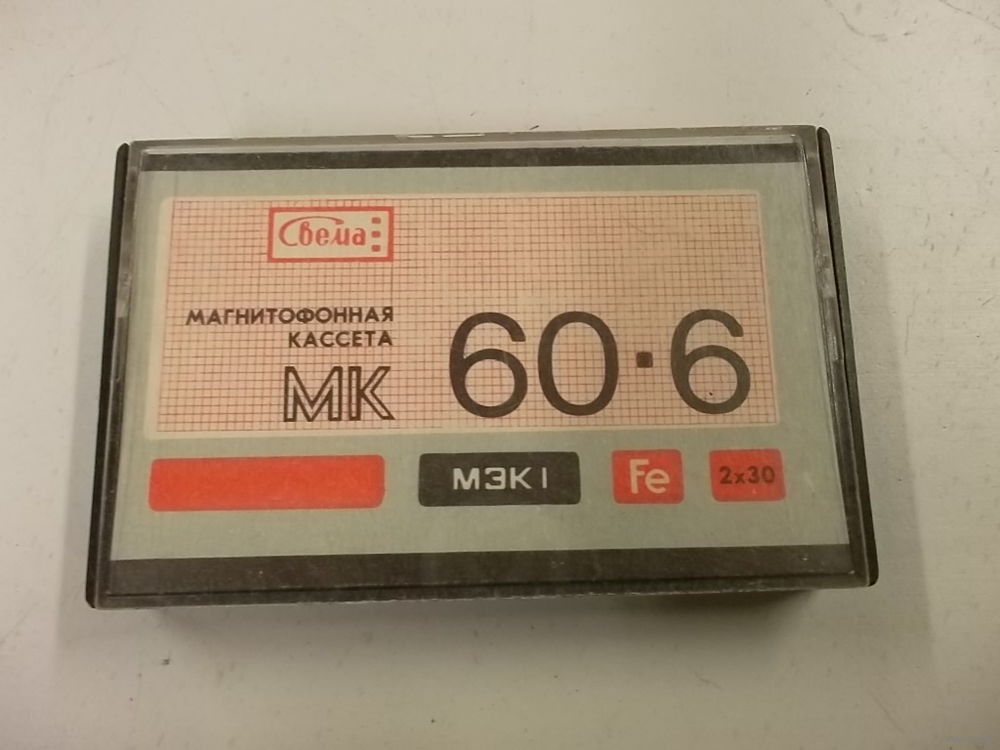 Свема
МАГНИТОФОННАЯ
КАССЕТА
МК
60·6
МЭК I
Fe
2x30